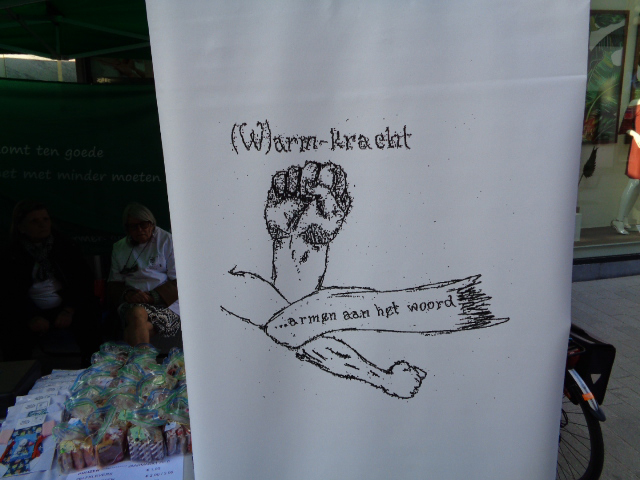 (W)arm-kracht
...armen aan het woord
omt ten goede
et met minder moeten